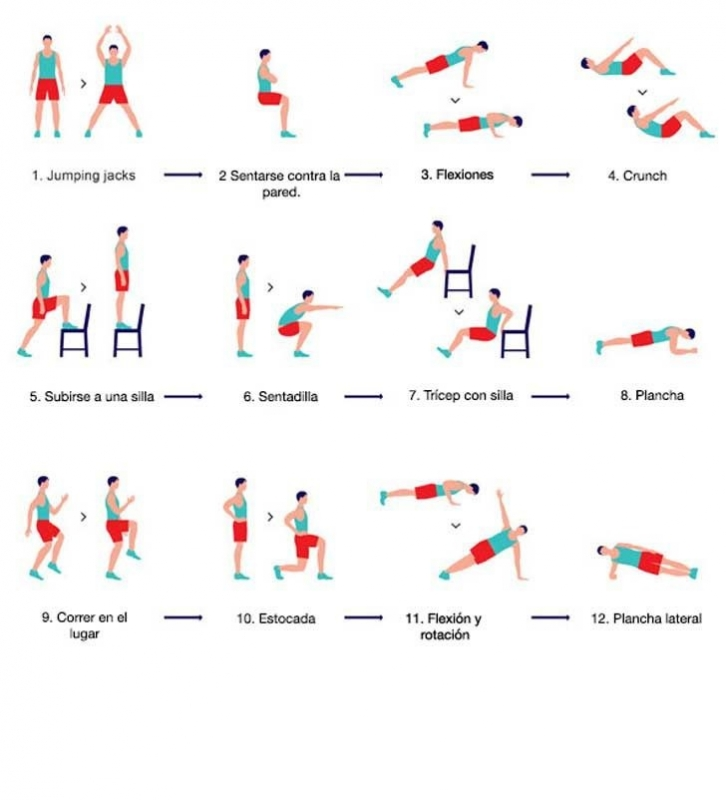 1. Jumping jacks
2 Sentarse contra la
pared.
3. Flexiones
4. Crunch
5. Subirse a una silla
6. Sentadilla
7. Trícep con silla
8. Plancha
9. Correr en el
lugar
10. Estocada
11. Flexión y
rotación
12. Plancha lateral